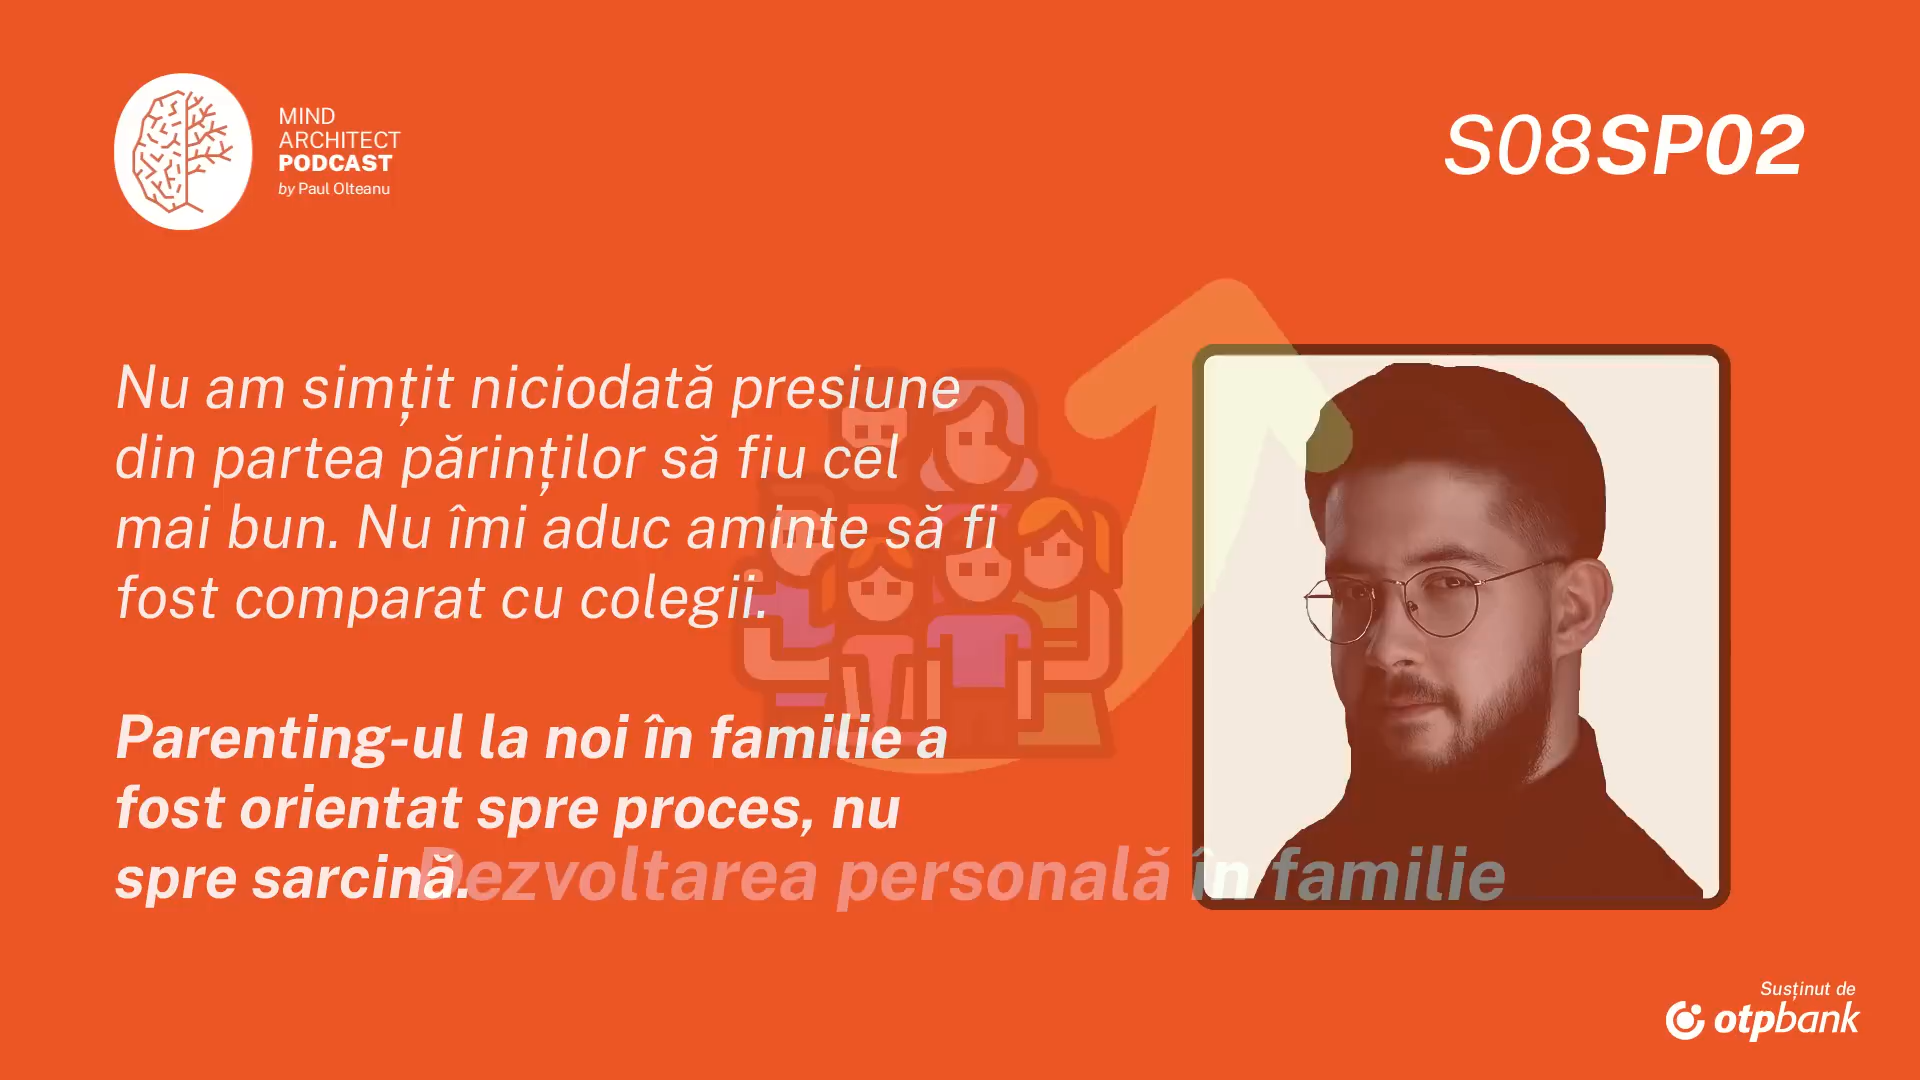 MIND
ARCHITECT
PODCAST
by Paul Olteanu
S08SP02
Nu am simțit niciodată presiune
din partea părinților să fiu cel
mai bun. Nu îmi aduc aminte să fi
fost comparat cu colegii.
Parenting-ul la noi în familie a
fost orientat spre proces, nu
spre sarcină.
Dezvoltarea personală în familie
Susținut de
otpbank